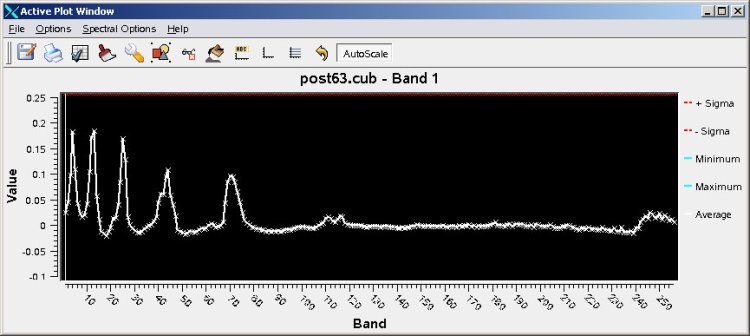 Active Plot Window
File Options Spectral Options Help
ABC AutoScale
post63.cub - Band 1
+ Sigma
- Sigma
Minimum
Maximum
Average
Value
0.25
0.2
0.15
0.1
0.05
0
-0.05
-0.1
10 20 30 40 50 60 70 80 90 100 110 120 130 140 150 160 170 180 190 200 210 220 230 240 250
Band